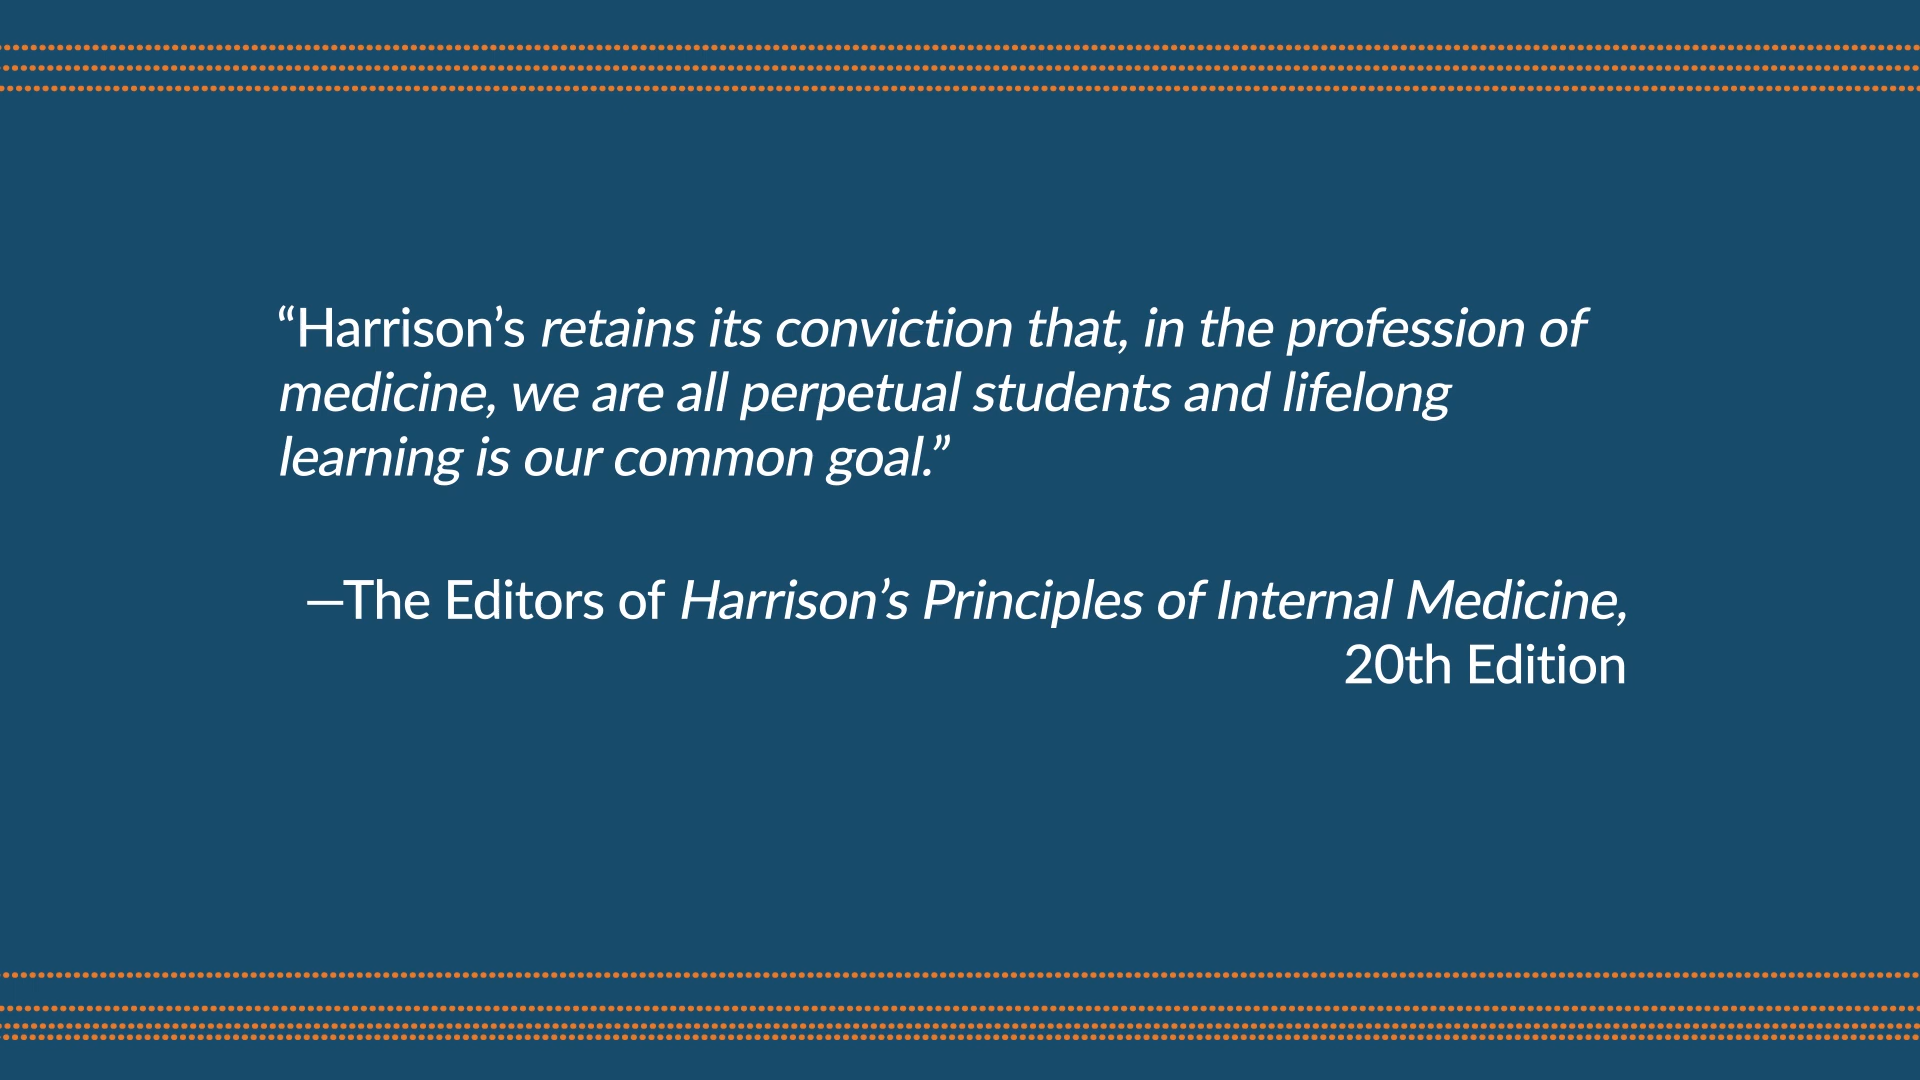 “Harrison’s retains its conviction that, in the profession of
medicine, we are all perpetual students and lifelong
learning is our common goal.”
—The Editors of Harrison’s Principles of Internal Medicine,
20th Edition